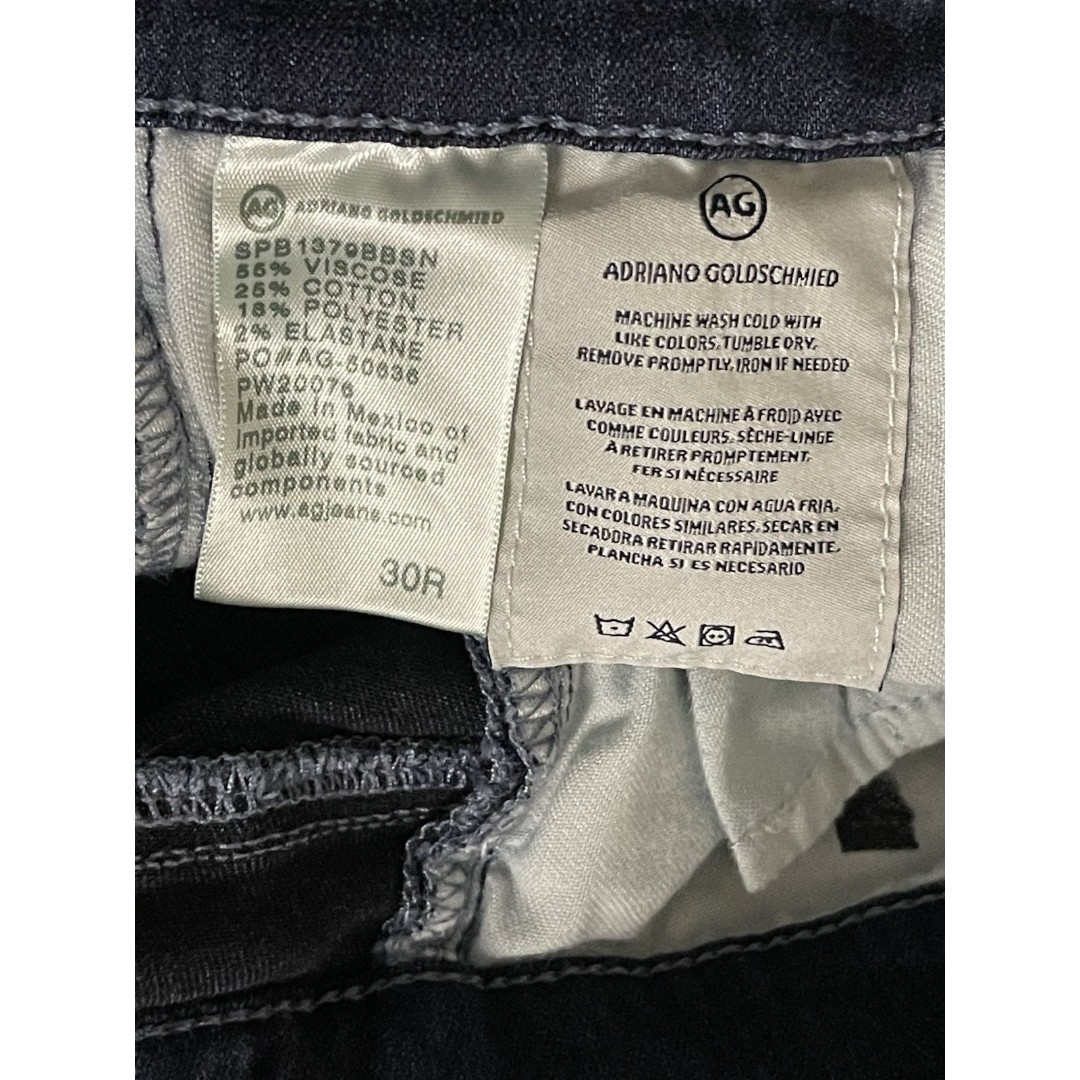 AG ADRIANO GOLDSCHMIED
SPB1379BBSN
55% VISCOSE
25% COTTON
18% POLYESTER
2% ELASTANE
PO#AG-50636
PW20076
Made in Mexico of
imported fabric and
globally sourced
components
www.agjeans.com
30R
AG
ADRIANO GOLDSCHMIED
MACHINE WASH COLD WITH
LIKE COLORS, TUMBLE DRY,
REMOVE PROMPTLY, IRON IF NEEDED
LAVAGE EN MACHINE À FROID AVEC
COMME COULEURS, SÈCHE-LINGE
À RETIRER PROMPTEMENT,
FER SI NÉCESSAIRE
LAVAR A MAQUINA CON AGUA FRIA,
CON COLORES SIMILARES, SECAR EN
SECADORA RETIRAR RAPIDAMENTE,
PLANCHA SI ES NECESARIO